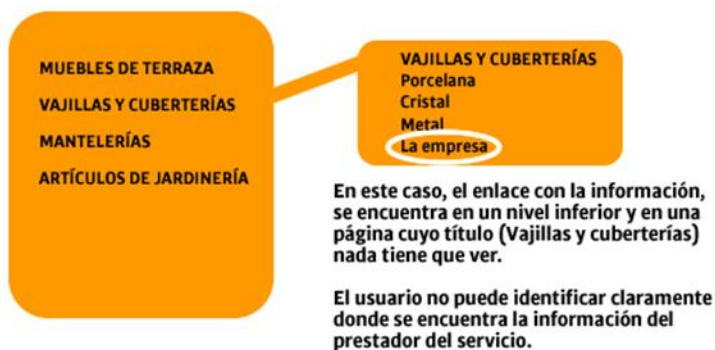 MUEBLES DE TERRAZA
VAJILLAS Y CUBERTERÍAS
MANTELERÍAS
ARTÍCULOS DE JARDINERÍA
VAJILLAS Y CUBERTERÍAS
Porcelana
Cristal
Metal
La empresa
En este caso, el enlace con la información,
se encuentra en un nivel inferior y en una
página cuyo título (Vajillas y cuberterías)
nada tiene que ver.
El usuario no puede identificar claramente
donde se encuentra la información del
prestador del servicio.